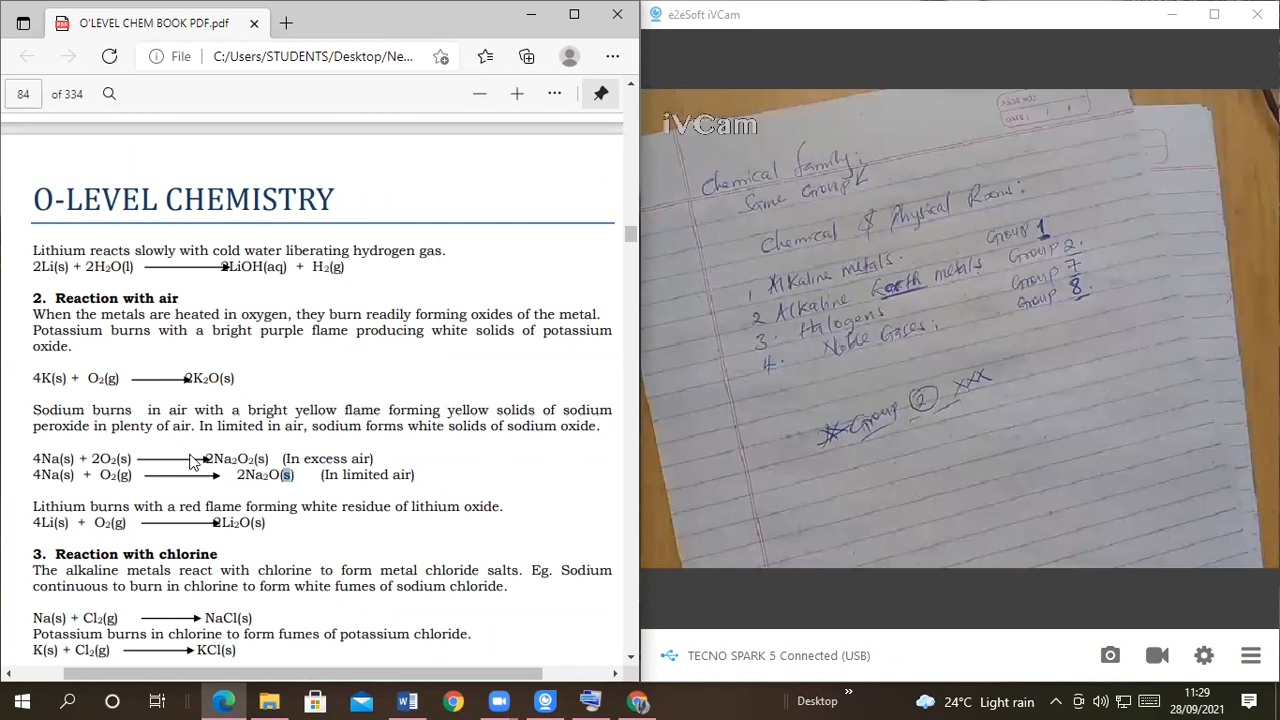 O'LEVEL CHEM BOOK PDF.pdf
File
C:/Users/STUDENTS/Desktop/Ne...
84 of 334
O-LEVEL CHEMISTRY
Lithium reacts slowly with cold water liberating hydrogen gas.
2Li(s) + 2H₂O(l) 2LiOH(aq) + H₂(g)
2. Reaction with air
When the metals are heated in oxygen, they burn readily forming oxides of the metal.
Potassium burns with a bright purple flame producing white solids of potassium
oxide.
4K(s) + O₂(g) 2K₂O(s)
Sodium burns in air with a bright yellow flame forming yellow solids of sodium
peroxide in plenty of air. In limited in air, sodium forms white solids of sodium oxide.
4Na(s) + 2O₂(s) 2Na₂O₂(s) (In excess air)
4Na(s) + O₂(g) 2Na₂O(s) (In limited air)
Lithium burns with a red flame forming white residue of lithium oxide.
4Li(s) + O₂(g) 2Li₂O(s)
3. Reaction with chlorine
The alkaline metals react with chlorine to form metal chloride salts. Eg. Sodium
continuous to burn in chlorine to form white fumes of sodium chloride.
Na(s) + Cl₂(g) NaCl(s)
Potassium burns in chlorine to form fumes of potassium chloride.
K(s) + Cl₂(g) KCl(s)
e2eSoft iVCam
iVCam
PAGE NO:
DATE: / /
Chemical family:
Same Group
Chemical & Physical
1 Alkaline metals. Group 1
2 Alkaline Earth metals Group 2.
3. Halogens Group 7
4. Noble Gases: Group 8.
Group 2 xxx
TECNO SPARK 5 Connected (USB)
Desktop
24°C Light rain
11:29
28/09/2021